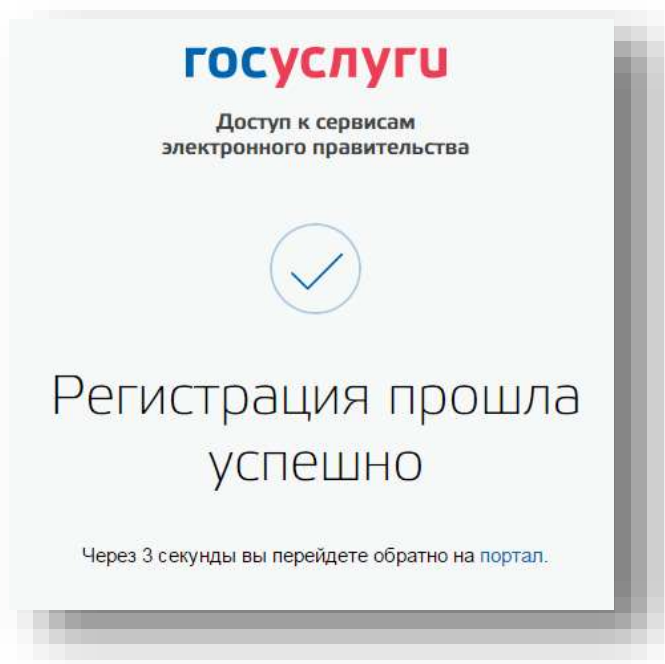 госуслуги
Доступ к сервисам
электронного правительства
Регистрация прошла
успешно
Через 3 секунды вы перейдете обратно на портал.